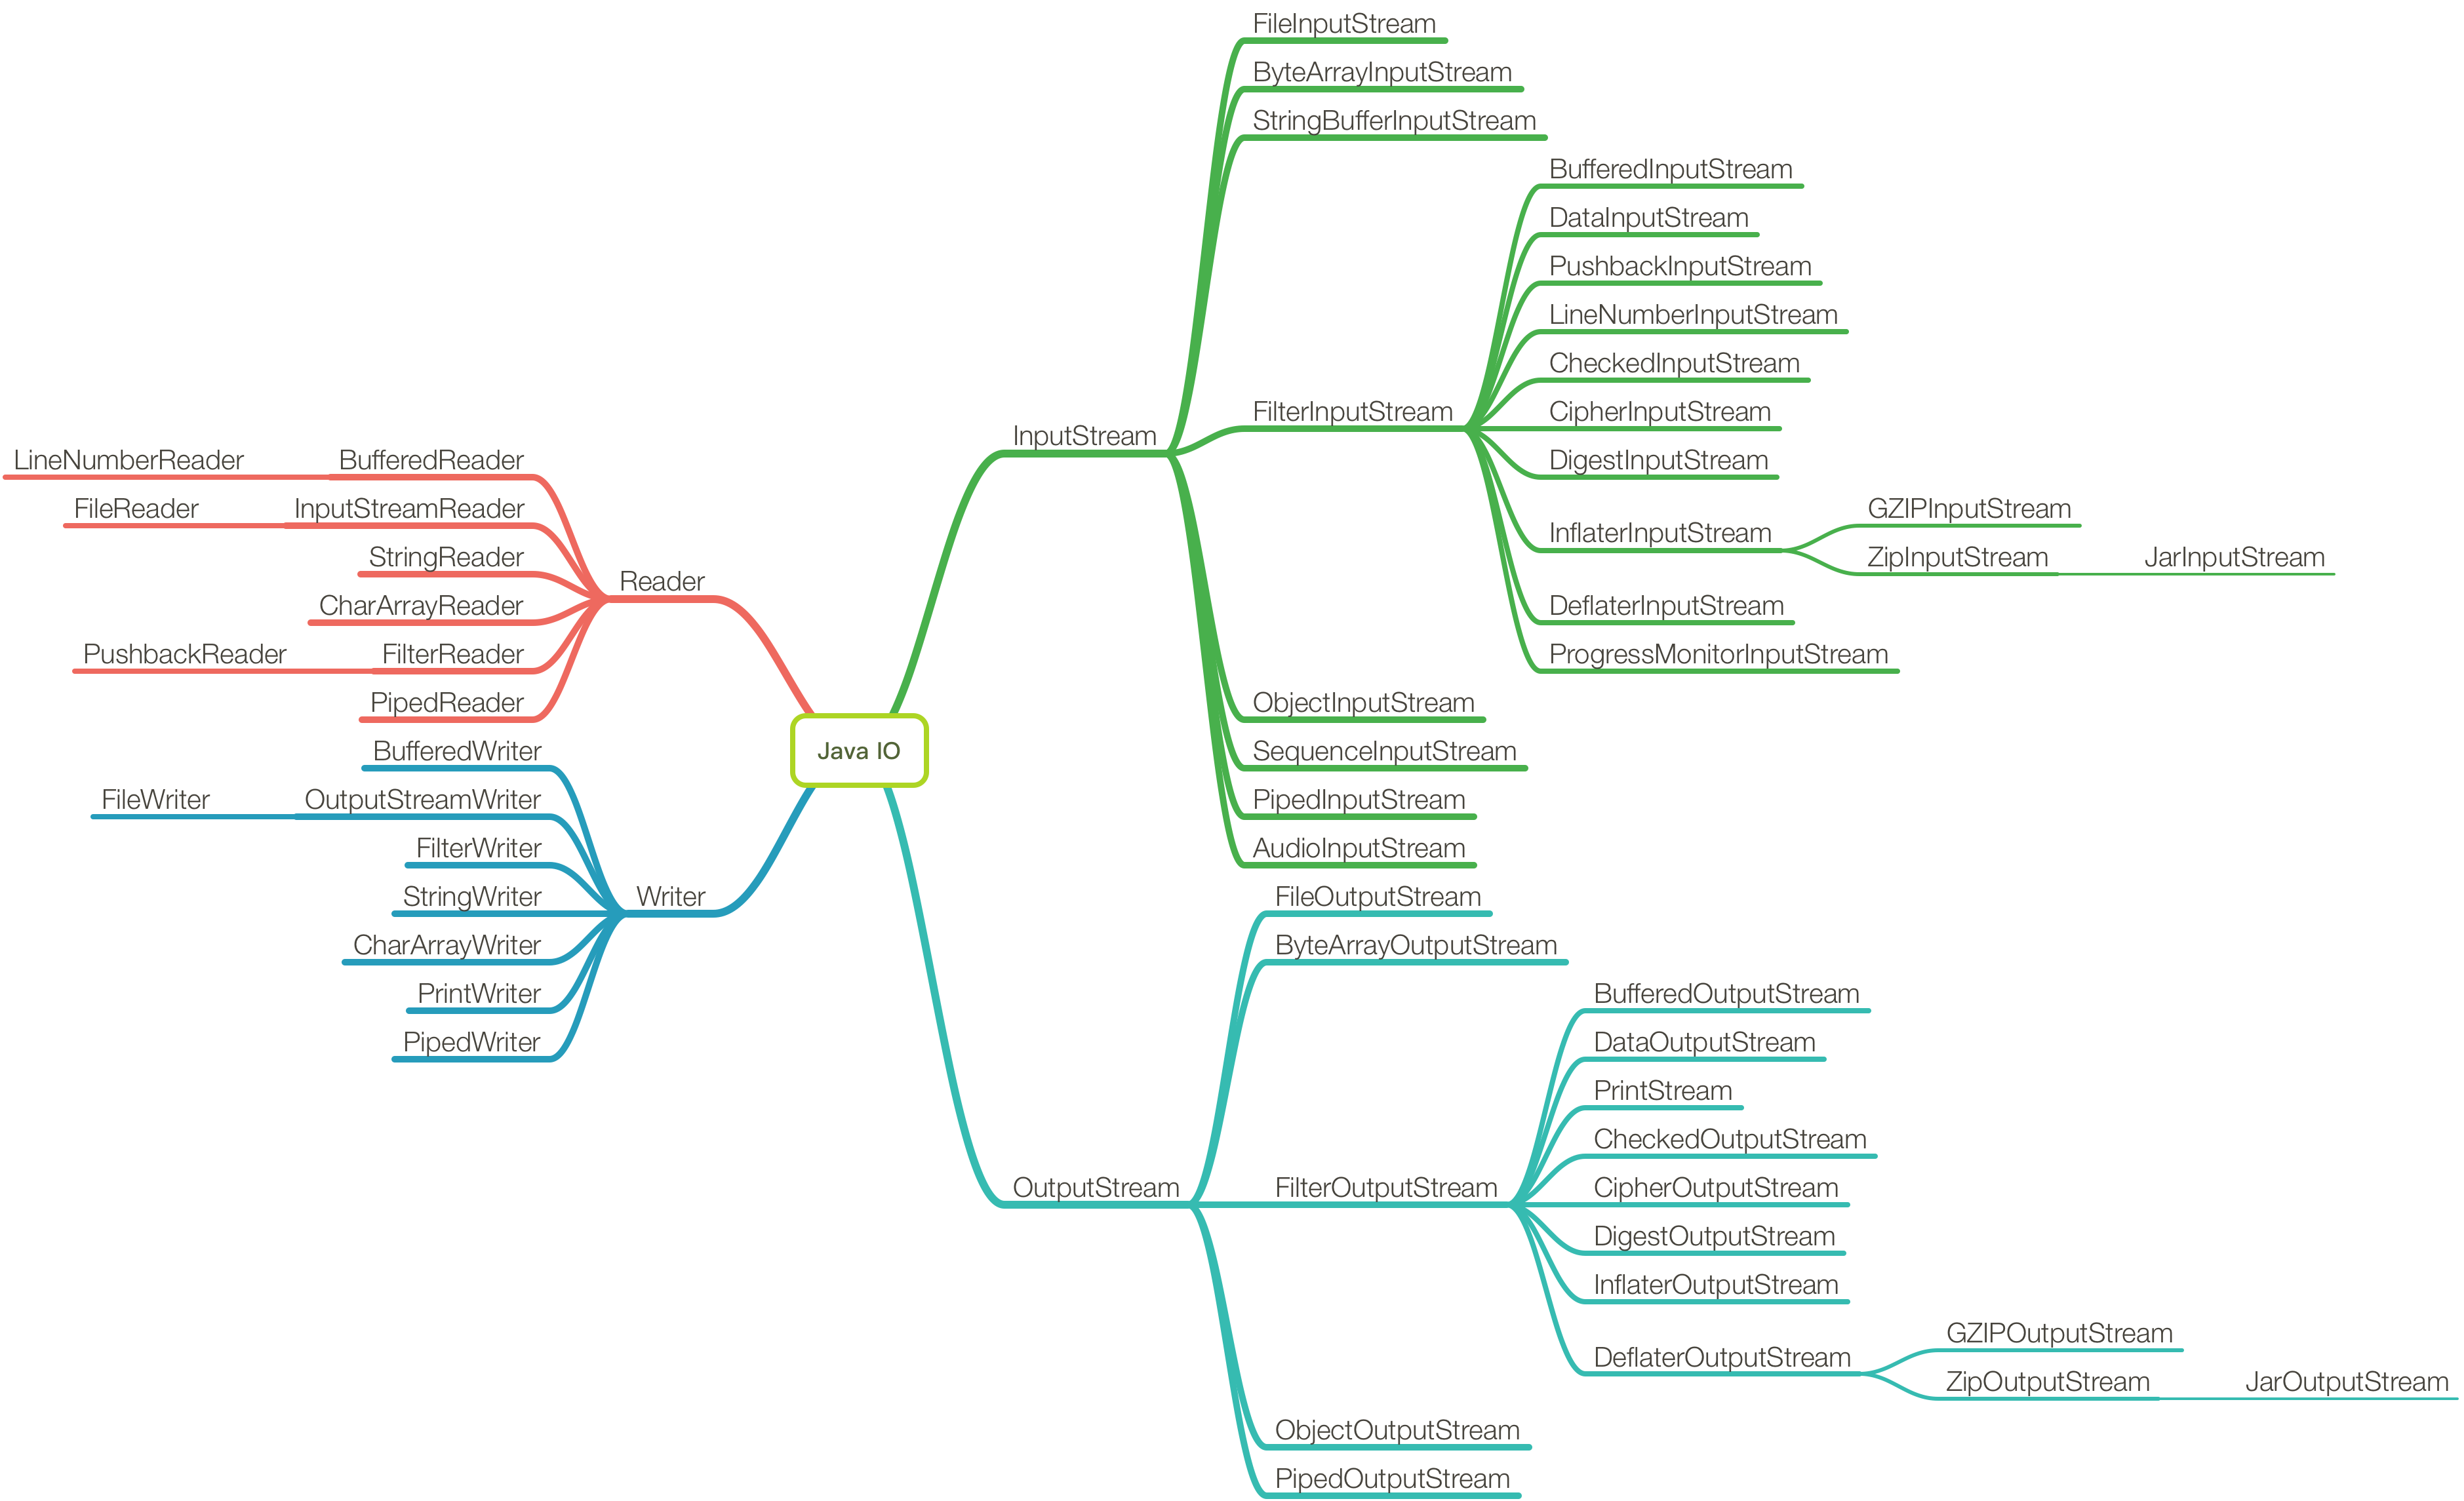 Java IO
Reader
BufferedReader
LineNumberReader
InputStreamReader
FileReader
StringReader
CharArrayReader
FilterReader
PushbackReader
PipedReader
Writer
BufferedWriter
OutputStreamWriter
FileWriter
FilterWriter
StringWriter
CharArrayWriter
PrintWriter
PipedWriter
InputStream
FileInputStream
ByteArrayInputStream
StringBufferInputStream
FilterInputStream
BufferedInputStream
DataInputStream
PushbackInputStream
LineNumberInputStream
CheckedInputStream
CipherInputStream
DigestInputStream
InflaterInputStream
GZIPInputStream
ZipInputStream
JarInputStream
DeflaterInputStream
ProgressMonitorInputStream
ObjectInputStream
SequenceInputStream
PipedInputStream
AudioInputStream
OutputStream
FileOutputStream
ByteArrayOutputStream
FilterOutputStream
BufferedOutputStream
DataOutputStream
PrintStream
CheckedOutputStream
CipherOutputStream
DigestOutputStream
InflaterOutputStream
DeflaterOutputStream
GZIPOutputStream
ZipOutputStream
JarOutputStream
ObjectOutputStream
PipedOutputStream